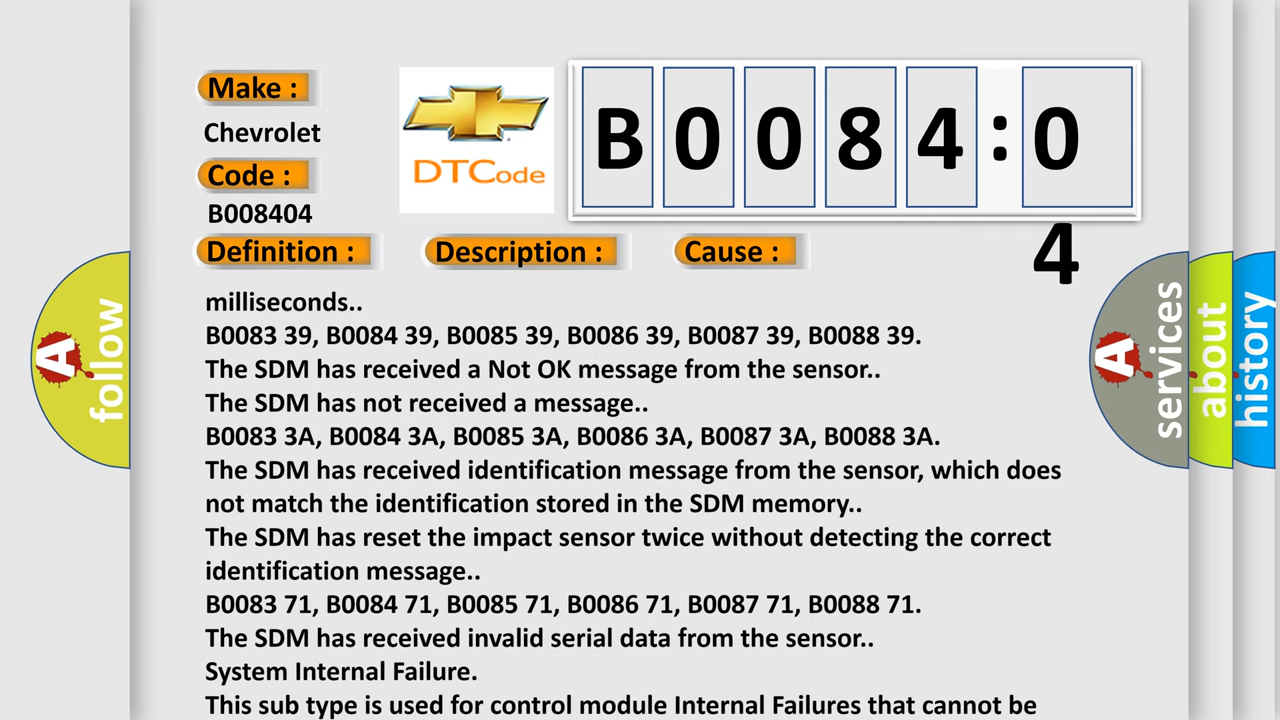 Make :
Chevrolet
Code :
B008404
DTCode
B0084:0
4
Definition :
Description :
Cause :
milliseconds..
B0083 39, B0084 39, B0085 39, B0086 39, B0087 39, B0088 39.
The SDM has received a Not OK message from the sensor..
The SDM has not received a message..
B0083 3A, B0084 3A, B0085 3A, B0086 3A, B0087 3A, B0088 3A.
The SDM has received identification message from the sensor, which does
not match the identification stored in the SDM memory..
The SDM has reset the impact sensor twice without detecting the correct
identification message..
B0083 71, B0084 71, B0085 71, B0086 71, B0087 71, B0088 71.
The SDM has received invalid serial data from the sensor..
System Internal Failure.
This sub type is used for control module Internal Failures that cannot be
A
follow
A
services
about
history